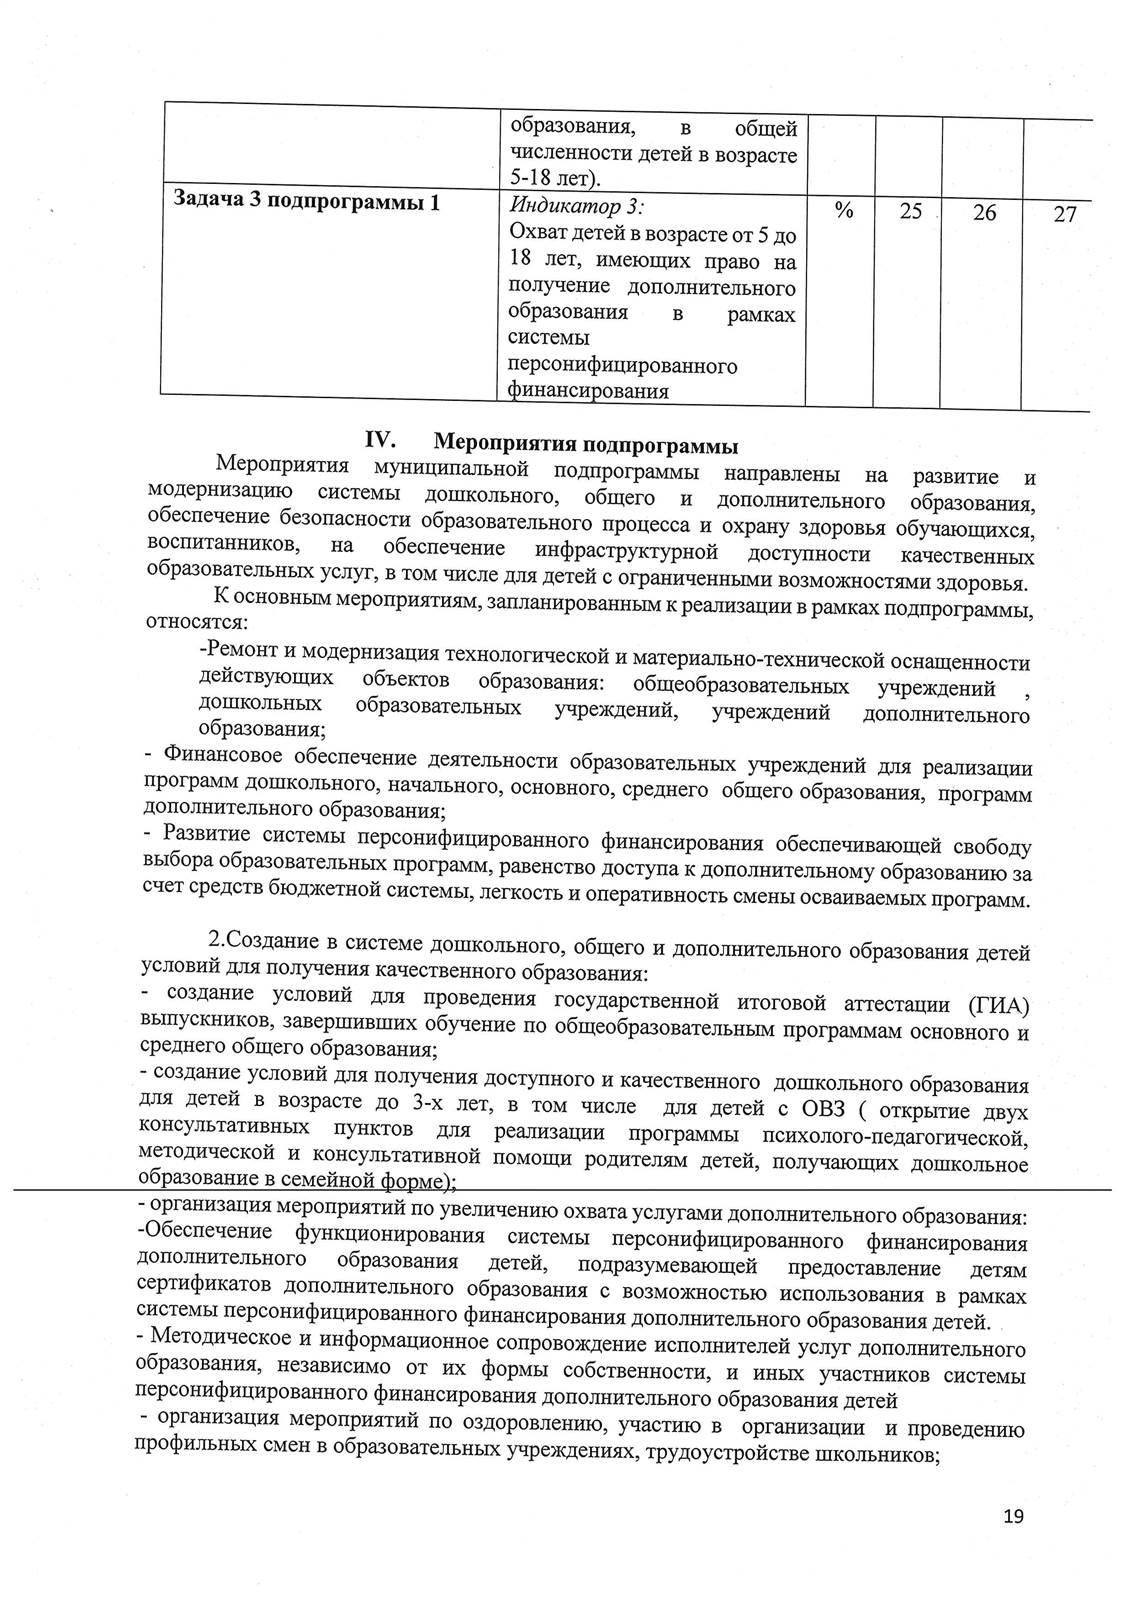 образования, в общей
численности детей в возрасте
5-18 лет).
Задача 3 подпрограммы 1
Индикатор 3:
Охват детей в возрасте от 5 до
18 лет, имеющих право на
получение дополнительного
образования в рамках
системы
персонифицированного
финансирования
% 25 26 27
IV. Мероприятия подпрограммы
Мероприятия муниципальной подпрограммы направлены на развитие и
модернизацию системы дошкольного, общего и дополнительного образования,
обеспечение безопасности образовательного процесса и охрану здоровья обучающихся,
воспитанников, на обеспечение инфраструктурной доступности качественных
образовательных услуг, в том числе для детей с ограниченными возможностями здоровья.
К основным мероприятиям, запланированным к реализации в рамках подпрограммы,
относятся:
-Ремонт и модернизация технологической и материально-технической оснащенности
действующих объектов образования: общеобразовательных учреждений ,
дошкольных образовательных учреждений, учреждений дополнительного
образования;
- Финансовое обеспечение деятельности образовательных учреждений для реализации
программ дошкольного, начального, основного, среднего общего образования, программ
дополнительного образования;
- Развитие системы персонифицированного финансирования обеспечивающей свободу
выбора образовательных программ, равенство доступа к дополнительному образованию за
счет средств бюджетной системы, легкость и оперативность смены осваиваемых программ.
2.Создание в системе дошкольного, общего и дополнительного образования детей
условий для получения качественного образования:
- создание условий для проведения государственной итоговой аттестации (ГИА)
выпускников, завершивших обучение по общеобразовательным программам основного и
среднего общего образования;
- создание условий для получения доступного и качественного дошкольного образования
для детей в возрасте до 3-х лет, в том числе для детей с ОВЗ ( открытие двух
консультативных пунктов для реализации программы психолого-педагогической,
методической и консультативной помощи родителям детей, получающих дошкольное
образование в семейной форме);
- организация мероприятий по увеличению охвата услугами дополнительного образования:
-Обеспечение функционирования системы персонифицированного финансирования
дополнительного образования детей, подразумевающей предоставление детям
сертификатов дополнительного образования с возможностью использования в рамках
системы персонифицированного финансирования дополнительного образования детей.
- Методическое и информационное сопровождение исполнителей услуг дополнительного
образования, независимо от их формы собственности, и иных участников системы
персонифицированного финансирования дополнительного образования детей
- организация мероприятий по оздоровлению, участию в организации и проведению
профильных смен в образовательных учреждениях, трудоустройстве школьников;
19